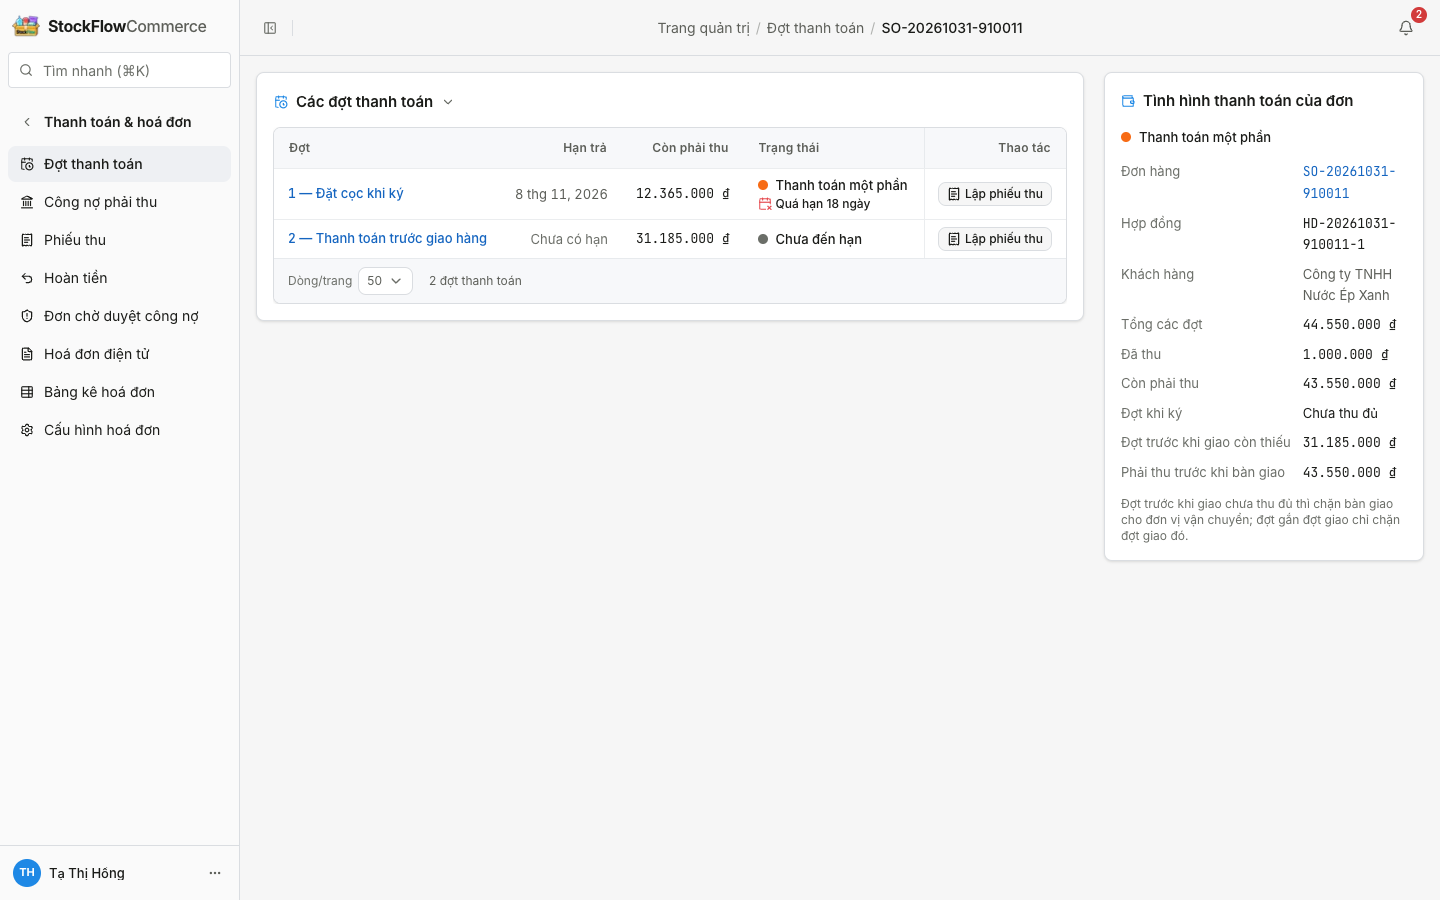 StockFlowCommerce
Tìm nhanh (⌘K)
Thanh toán & hoá đơn
Đợt thanh toán
Công nợ phải thu
Phiếu thu
Hoàn tiền
Đơn chờ duyệt công nợ
Hoá đơn điện tử
Bảng kê hoá đơn
Cấu hình hoá đơn
TH Tạ Thị Hồng
Trang quản trị / Đợt thanh toán / SO-20261031-910011
2
Các đợt thanh toán
Đợt Hạn trả Còn phải thu Trạng thái Thao tác
1 — Đặt cọc khi ký 8 thg 11, 2026 12.365.000 ₫ Thanh toán một phần Lập phiếu thu
Quá hạn 18 ngày
2 — Thanh toán trước giao hàng Chưa có hạn 31.185.000 ₫ Chưa đến hạn Lập phiếu thu
Dòng/trang 50 2 đợt thanh toán
Tình hình thanh toán của đơn
Thanh toán một phần
Đơn hàng SO-20261031-
910011
Hợp đồng HD-20261031-
910011-1
Khách hàng Công ty TNHH
Nước Ép Xanh
Tổng các đợt 44.550.000 ₫
Đã thu 1.000.000 ₫
Còn phải thu 43.550.000 ₫
Đợt khi ký Chưa thu đủ
Đợt trước khi giao còn thiếu 31.185.000 ₫
Phải thu trước khi bàn giao 43.550.000 ₫
Đợt trước khi giao chưa thu đủ thì chặn bàn giao
cho đơn vị vận chuyển; đợt gắn đợt giao chỉ chặn
đợt giao đó.